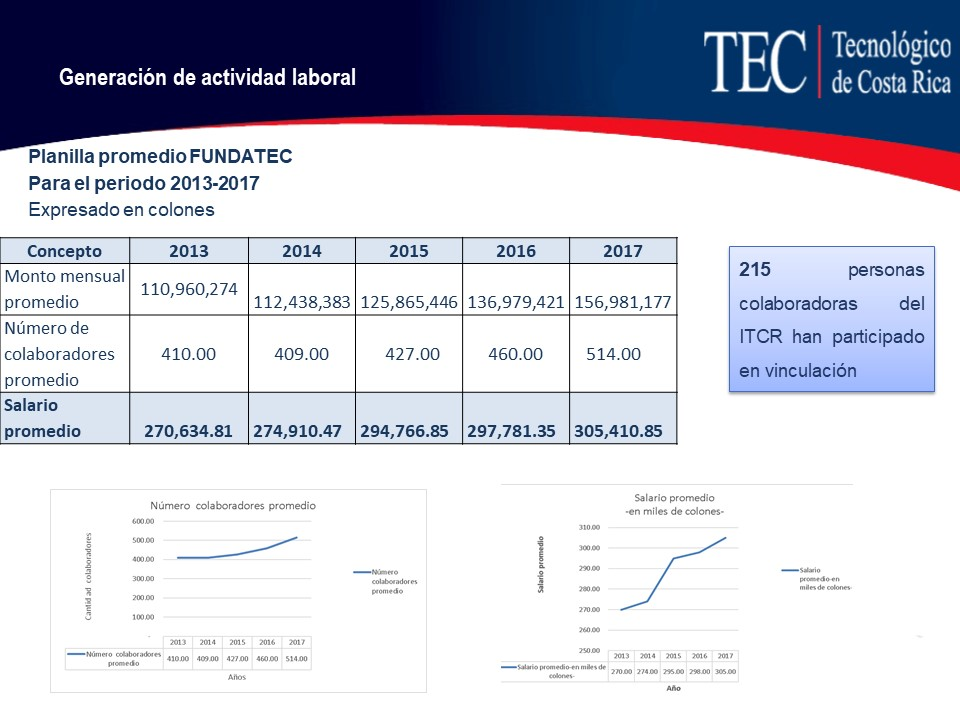 Generación de actividad laboral
TEC
Tecnológico
de Costa Rica
Planilla promedio FUNDATEC
Para el periodo 2013-2017
Expresado en colones
Concepto 2013 2014 2015 2016 2017
Monto mensual
promedio 110,960,274 112,438,383 125,865,446 136,979,421 156,981,177
Número de
colaboradores 410.00 409.00 427.00 460.00 514.00
promedio
Salario
promedio 270,634.81 274,910.47 294,766.85 297,781.35 305,410.85
215 personas
colaboradoras del
ITCR han participado
en vinculación
Número colaboradores promedio
600.00
500.00
400.00
300.00
200.00
100.00
-
Cantidad colaboradores
Número
colaboradores
promedio
2013 2014 2015 2016 2017
Número colaboradores
promedio 410.00 409.00 427.00 460.00 514.00
Años
Salario promedio
-en miles de colones-
310.00
300.00
290.00
280.00
270.00
260.00
250.00
Salario promedio
Salario
promedio-en
miles de colones-
2013 2014 2015 2016 2017
Salario promedio-en miles de
colones- 270.00 274.00 295.00 298.00 305.00
Año